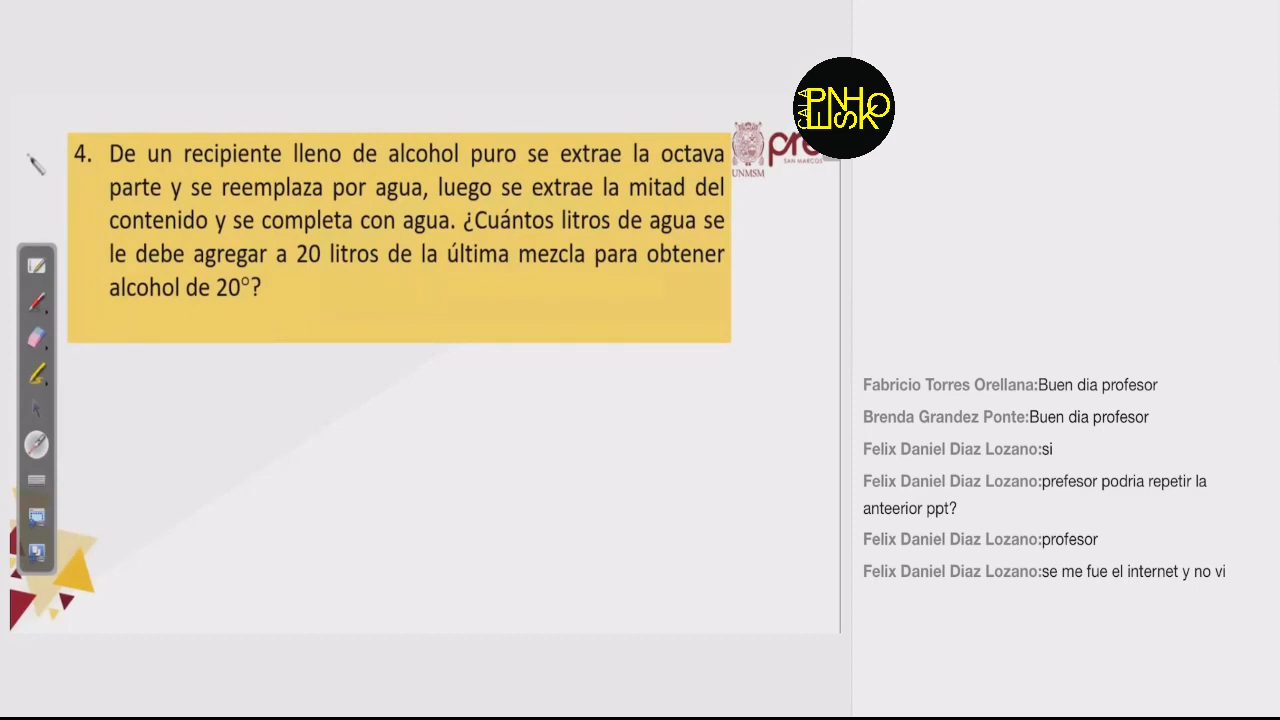 CALA
PENHO
ESK
UNMSM
pre
SAN MARCOS
4. De un recipiente lleno de alcohol puro se extrae la octava
parte y se reemplaza por agua, luego se extrae la mitad del
contenido y se completa con agua. ¿Cuántos litros de agua se
le debe agregar a 20 litros de la última mezcla para obtener
alcohol de 20°?
Fabricio Torres Orellana:Buen dia profesor
Brenda Grandez Ponte:Buen dia profesor
Felix Daniel Diaz Lozano:si
Felix Daniel Diaz Lozano:prefesor podria repetir la
anteerior ppt?
Felix Daniel Diaz Lozano:profesor
Felix Daniel Diaz Lozano:se me fue el internet y no vi